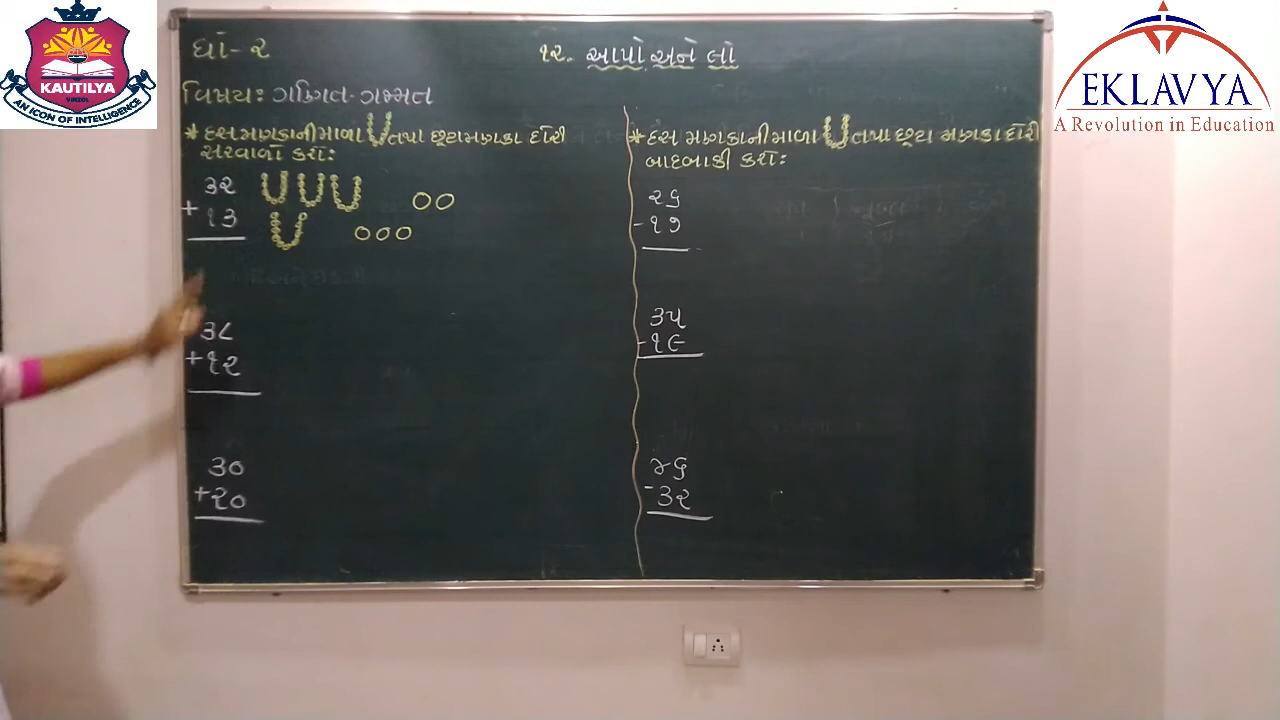 KAUTILYA
VINZOL
AN ICON OF INTELLIGENCE
EKLAVYA
A Revolution in Education
ધો- ૨
૧૨. આપો અને લો
વિષય: ગણિત-ગમ્મત
* દસ મણકાની માળા તથા છૂટા મણકા દોરી
સરવાળો કરો:
૩૨
+ ૧૩
૩૮
+૧૨
૩૦
+૨૦
* દસ મણકાની માળા તથા છૂટા મણકા દોરી
બાદબાકી કરો:
૨૬
-૧૭
૩૫
-૧૯
૪૬
-૩૨